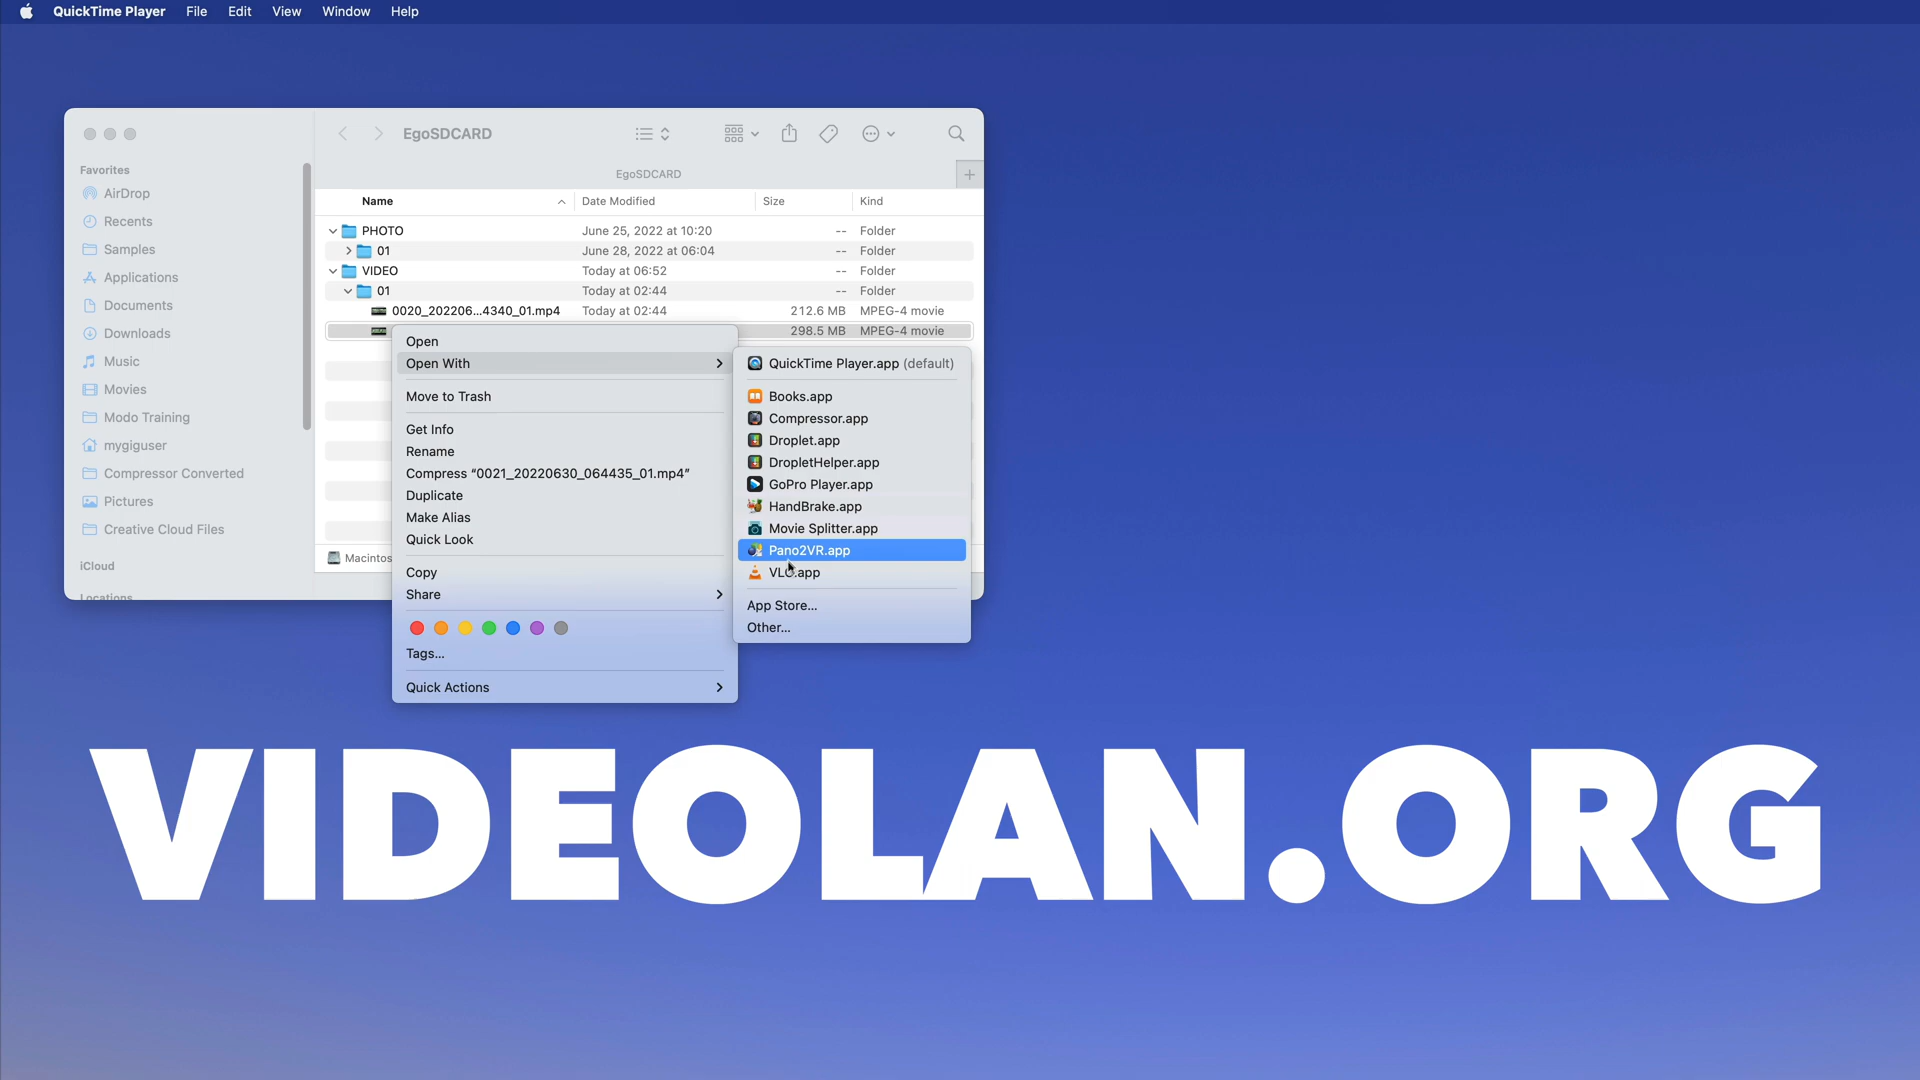 QuickTime Player File Edit View Window Help
EgoSDCARD
EgoSDCARD
Favorites
AirDrop
Recents
Samples
Applications
Documents
Downloads
Music
Movies
Modo Training
mygiguser
Compressor Converted
Pictures
Creative Cloud Files
iCloud
Locations
Name Date Modified Size Kind
PHOTO June 25, 2022 at 10:20 -- Folder
01 June 28, 2022 at 06:04 -- Folder
VIDEO Today at 06:52 -- Folder
01 Today at 02:44 -- Folder
0020_202206...4340_01.mp4 Today at 02:44 212.6 MB MPEG-4 movie
298.5 MB MPEG-4 movie
Macintos
Open
Open With
Move to Trash
Get Info
Rename
Compress "0021_20220630_064435_01.mp4"
Duplicate
Make Alias
Quick Look
Copy
Share
Tags...
Quick Actions
QuickTime Player.app (default)
Books.app
Compressor.app
Droplet.app
DropletHelper.app
GoPro Player.app
HandBrake.app
Movie Splitter.app
Pano2VR.app
VLC.app
App Store...
Other...
VIDEOLAN.ORG